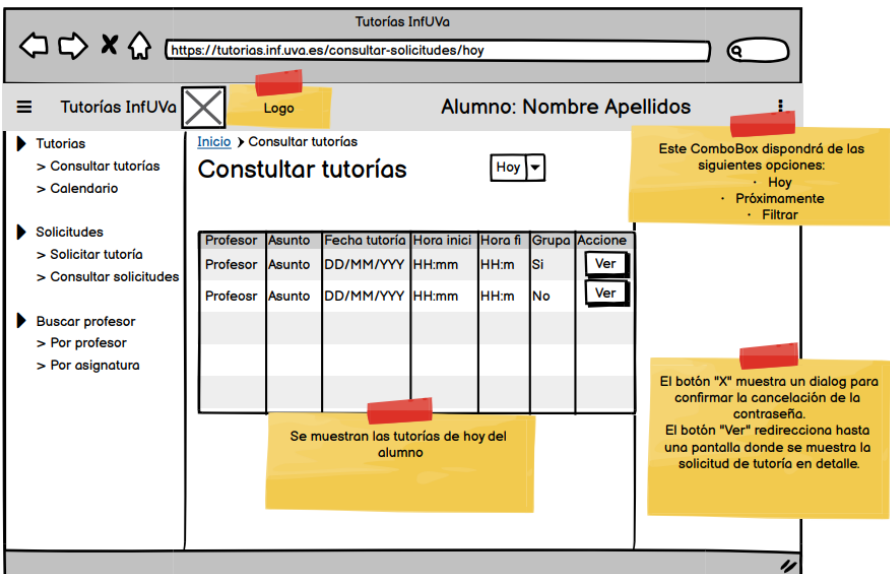 Tutorías InfUVa
https://tutorias.inf.uva.es/consultar-solicitudes/hoy
Tutorías InfUVa
Logo
Alumno: Nombre Apellidos
Tutorias
> Consultar tutorías
> Calendario
Solicitudes
> Solicitar tutoría
> Consultar solicitudes
Buscar profesor
> Por profesor
> Por asignatura
Inicio > Consultar tutorías
Constultar tutorías
Hoy
Este ComboBox dispondrá de las
siguientes opciones:
· Hoy
· Próximamente
· Filtrar
Profesor Asunto Fecha tutoría Hora inici Hora fi Grupa Accione
Profesor Asunto DD/MM/YYY HH:mm HH:m Si Ver
Profeosr Asunto DD/MM/YYY HH:mm HH:m No Ver
Se muestran las tutorías de hoy del
alumno
El botón "X" muestra un dialog para
confirmar la cancelación de la
contraseña.
El botón "Ver" redirecciona hasta
una pantalla donde se muestra la
solicitud de tutoría en detalle.